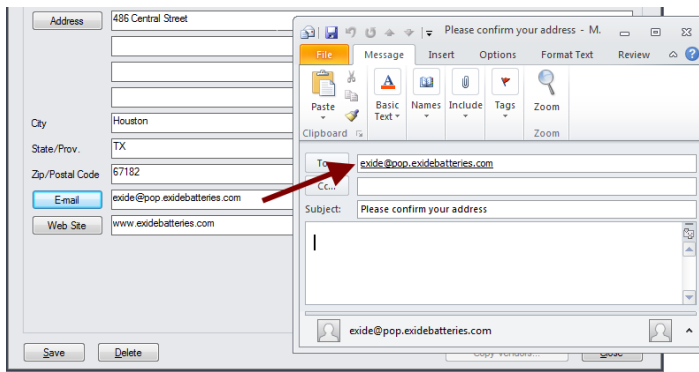 Address
486 Central Street
City
Houston
State/Prov.
TX
Zip/Postal Code
67182
E-mail
exide@pop.exidebatteries.com
Web Site
www.exidebatteries.com
Save
Delete
Copy Vendors...
Close
Please confirm your address - M.
File
Message
Insert
Options
Format Text
Review
Paste
Basic Text
Names
Include
Tags
Zoom
Clipboard
Zoom
To...
exide@pop.exidebatteries.com
Cc...
Subject:
Please confirm your address
exide@pop.exidebatteries.com